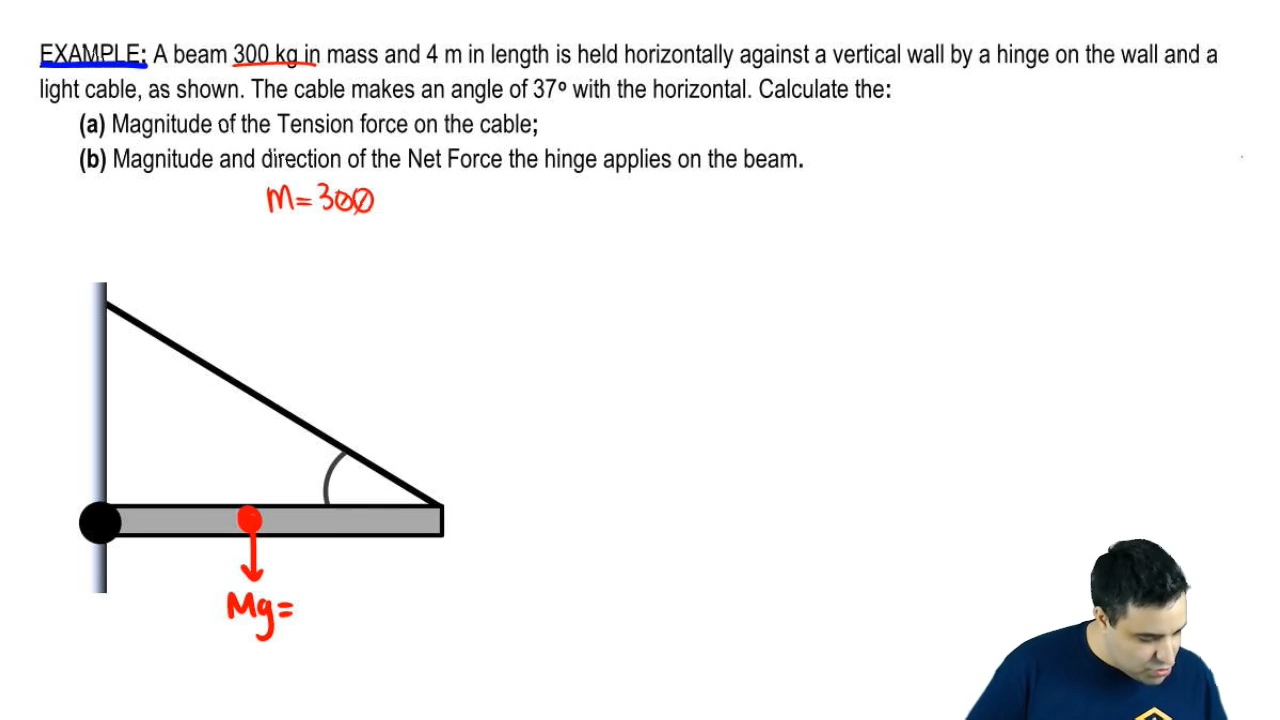 EXAMPLE: A beam 300 kg in mass and 4 m in length is held horizontally against a vertical wall by a hinge on the wall and a
light cable, as shown. The cable makes an angle of 37º with the horizontal. Calculate the:
(a) Magnitude of the Tension force on the cable;
(b) Magnitude and direction of the Net Force the hinge applies on the beam.
m=300
Mg=